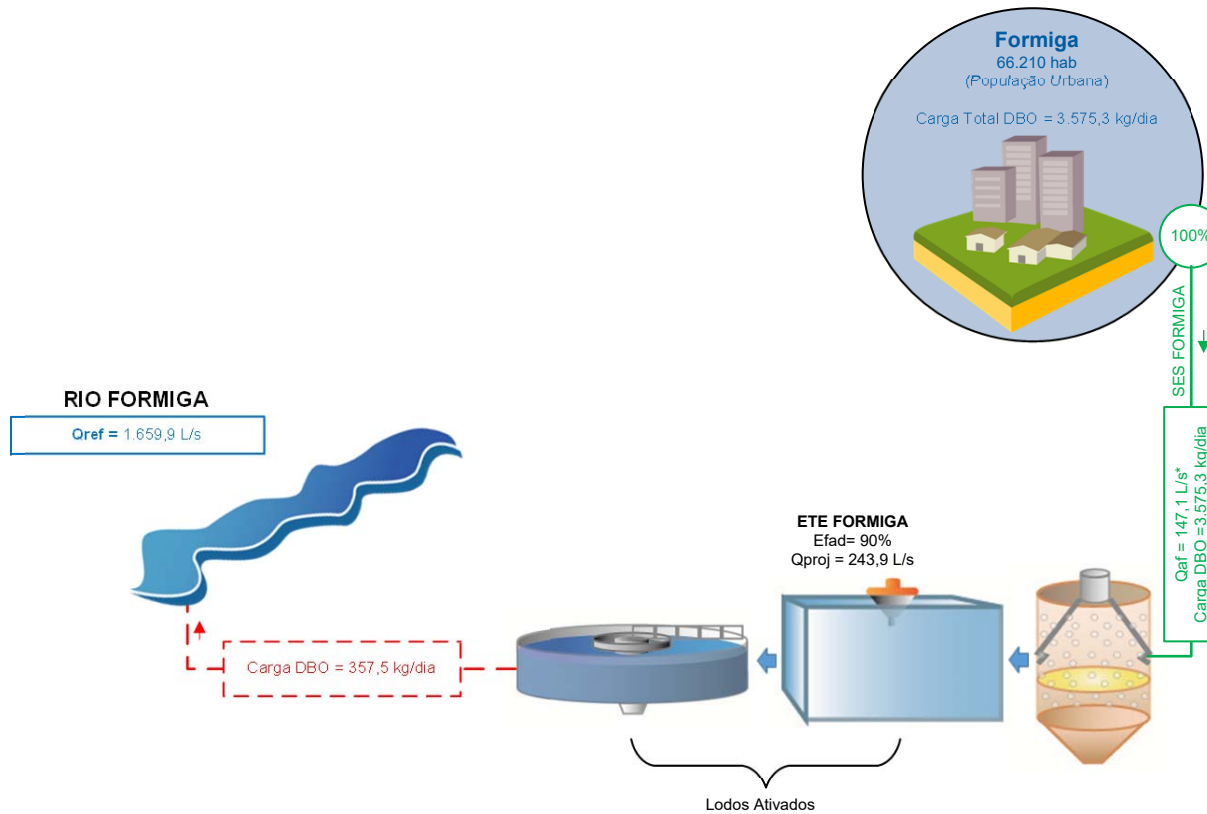 Formiga
66.210 hab
(População Urbana)
Carga Total DBO = 3.575,3 kg/dia
100%
SES FORMIGA
Qaf = 147,1 L/s*
Carga DBO =3.575,3 kg/dia
RIO FORMIGA
Qref = 1.659,9 L/s
ETE FORMIGA
Efad= 90%
Qproj = 243,9 L/s
Carga DBO = 357,5 kg/dia
Lodos Ativados